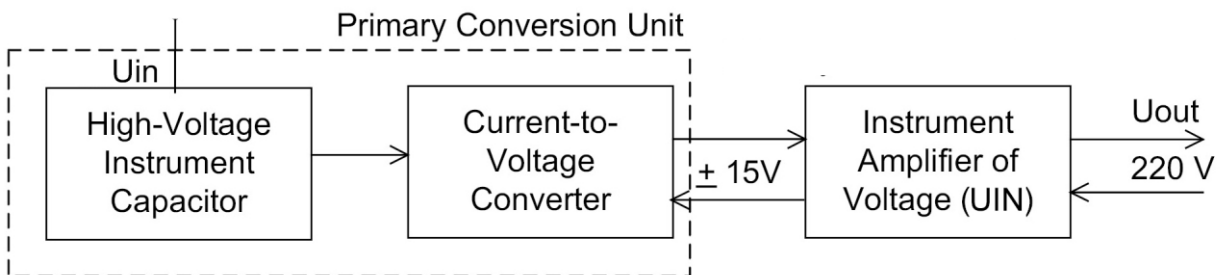 Primary Conversion Unit
Uin
High-Voltage
Instrument
Capacitor
Current-to-
Voltage
Converter
± 15V
Instrument
Amplifier of
Voltage (UIN)
Uout
220 V